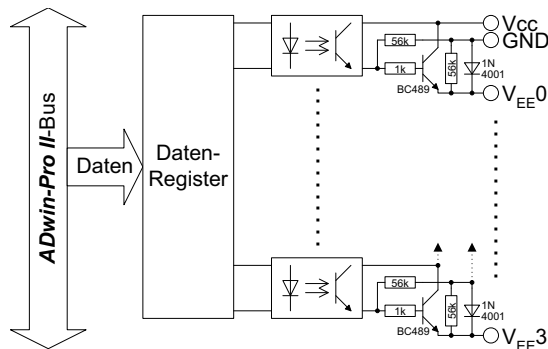 ADwin-Pro II-Bus
Daten
Daten-
Register
56k
1k
BC489
56k
1N
4001
Vcc
GND
VEE0
56k
1k
BC489
56k
1N
4001
VEE3